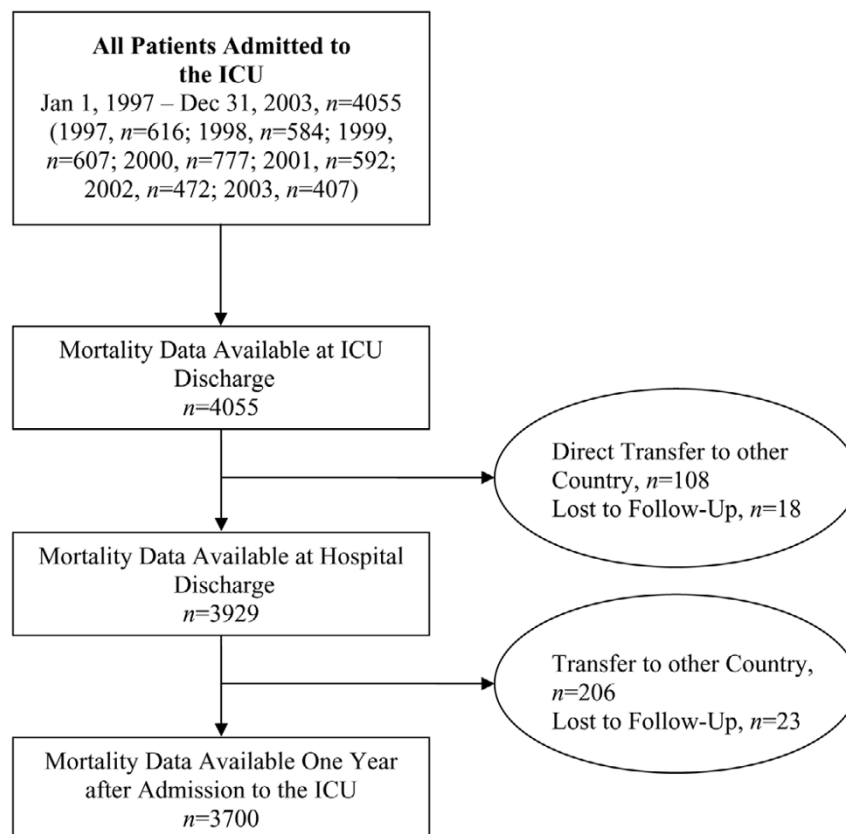 All Patients Admitted to
the ICU
Jan 1, 1997 – Dec 31, 2003, n=4055
(1997, n=616; 1998, n=584; 1999,
n=607; 2000, n=777; 2001, n=592;
2002, n=472; 2003, n=407)
Mortality Data Available at ICU
Discharge
n=4055
Direct Transfer to other
Country, n=108
Lost to Follow-Up, n=18
Mortality Data Available at Hospital
Discharge
n=3929
Transfer to other Country,
n=206
Lost to Follow-Up, n=23
Mortality Data Available One Year
after Admission to the ICU
n=3700